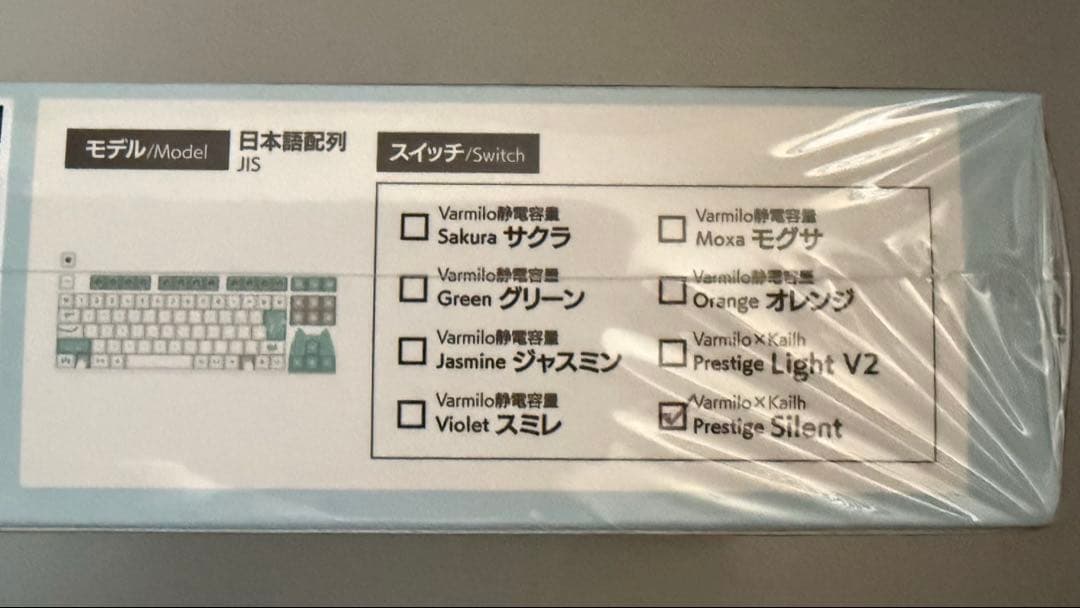 モデル/Model
日本語配列
JIS
スイッチ/Switch
Varmilo静電容量
Sakura サクラ
Varmilo静電容量
Green グリーン
Varmilo静電容量
Jasmine ジャスミン
Varmilo静電容量
Violet スミレ
Varmilo静電容量
Moxa モグサ
Varmilo静電容量
Orange オレンジ
Varmilo×Kailh
Prestige Light V2
Varmilo×Kailh
Prestige Silent